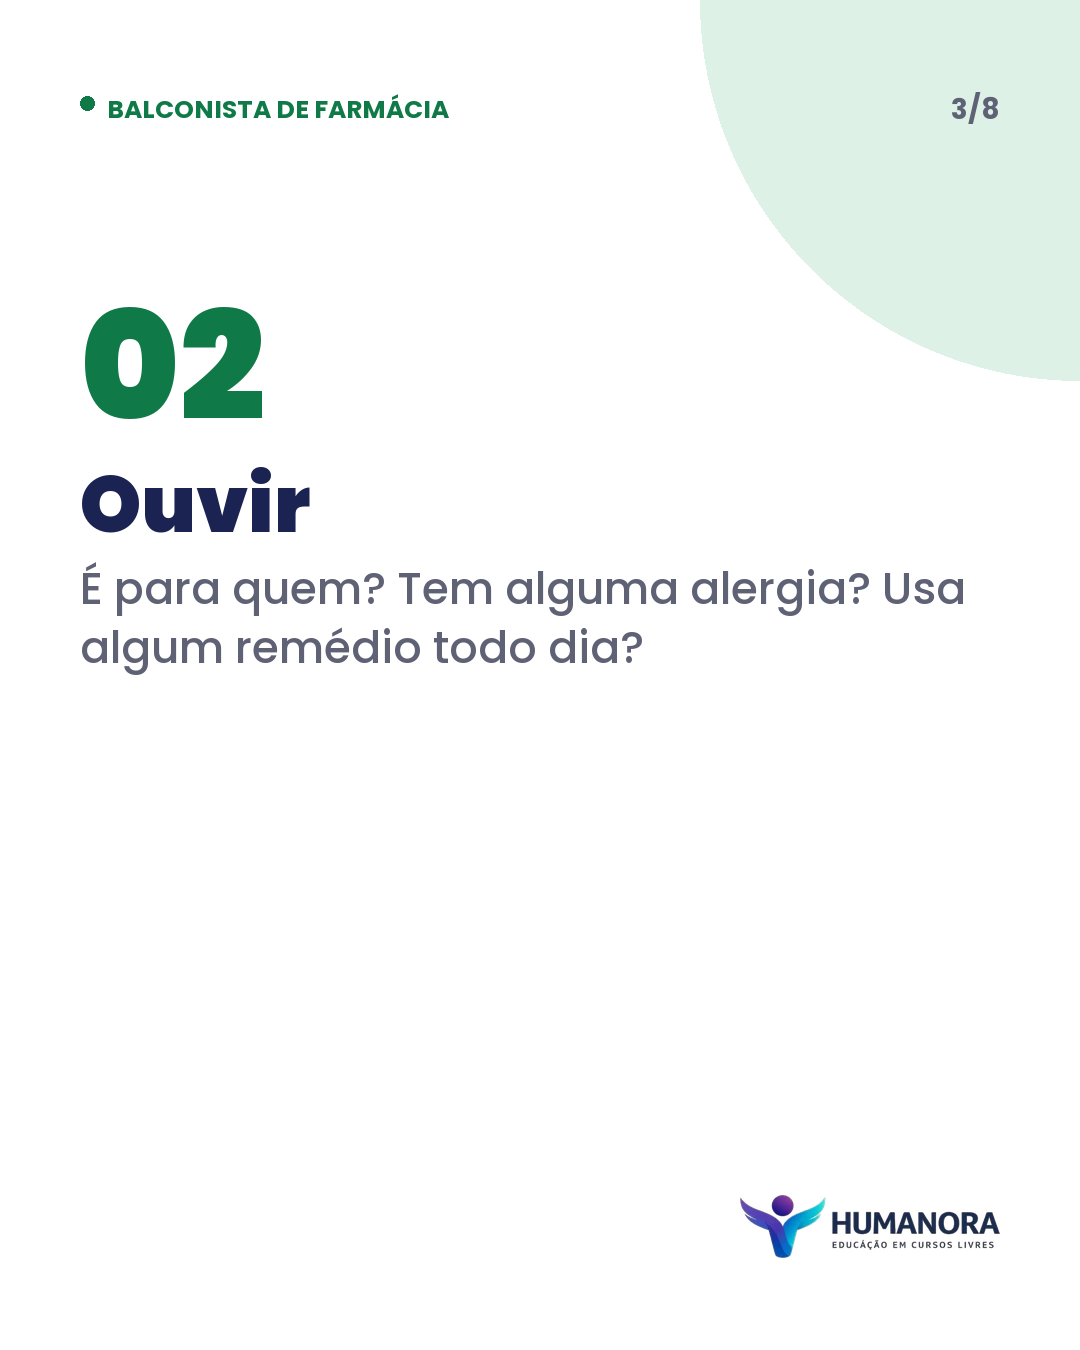 BALCONISTA DE FARMÁCIA
3/8
02
Ouvir
É para quem? Tem alguma alergia? Usa
algum remédio todo dia?
HUMANORA
EDUCÁÇÃO EM CURSOS LIVRES